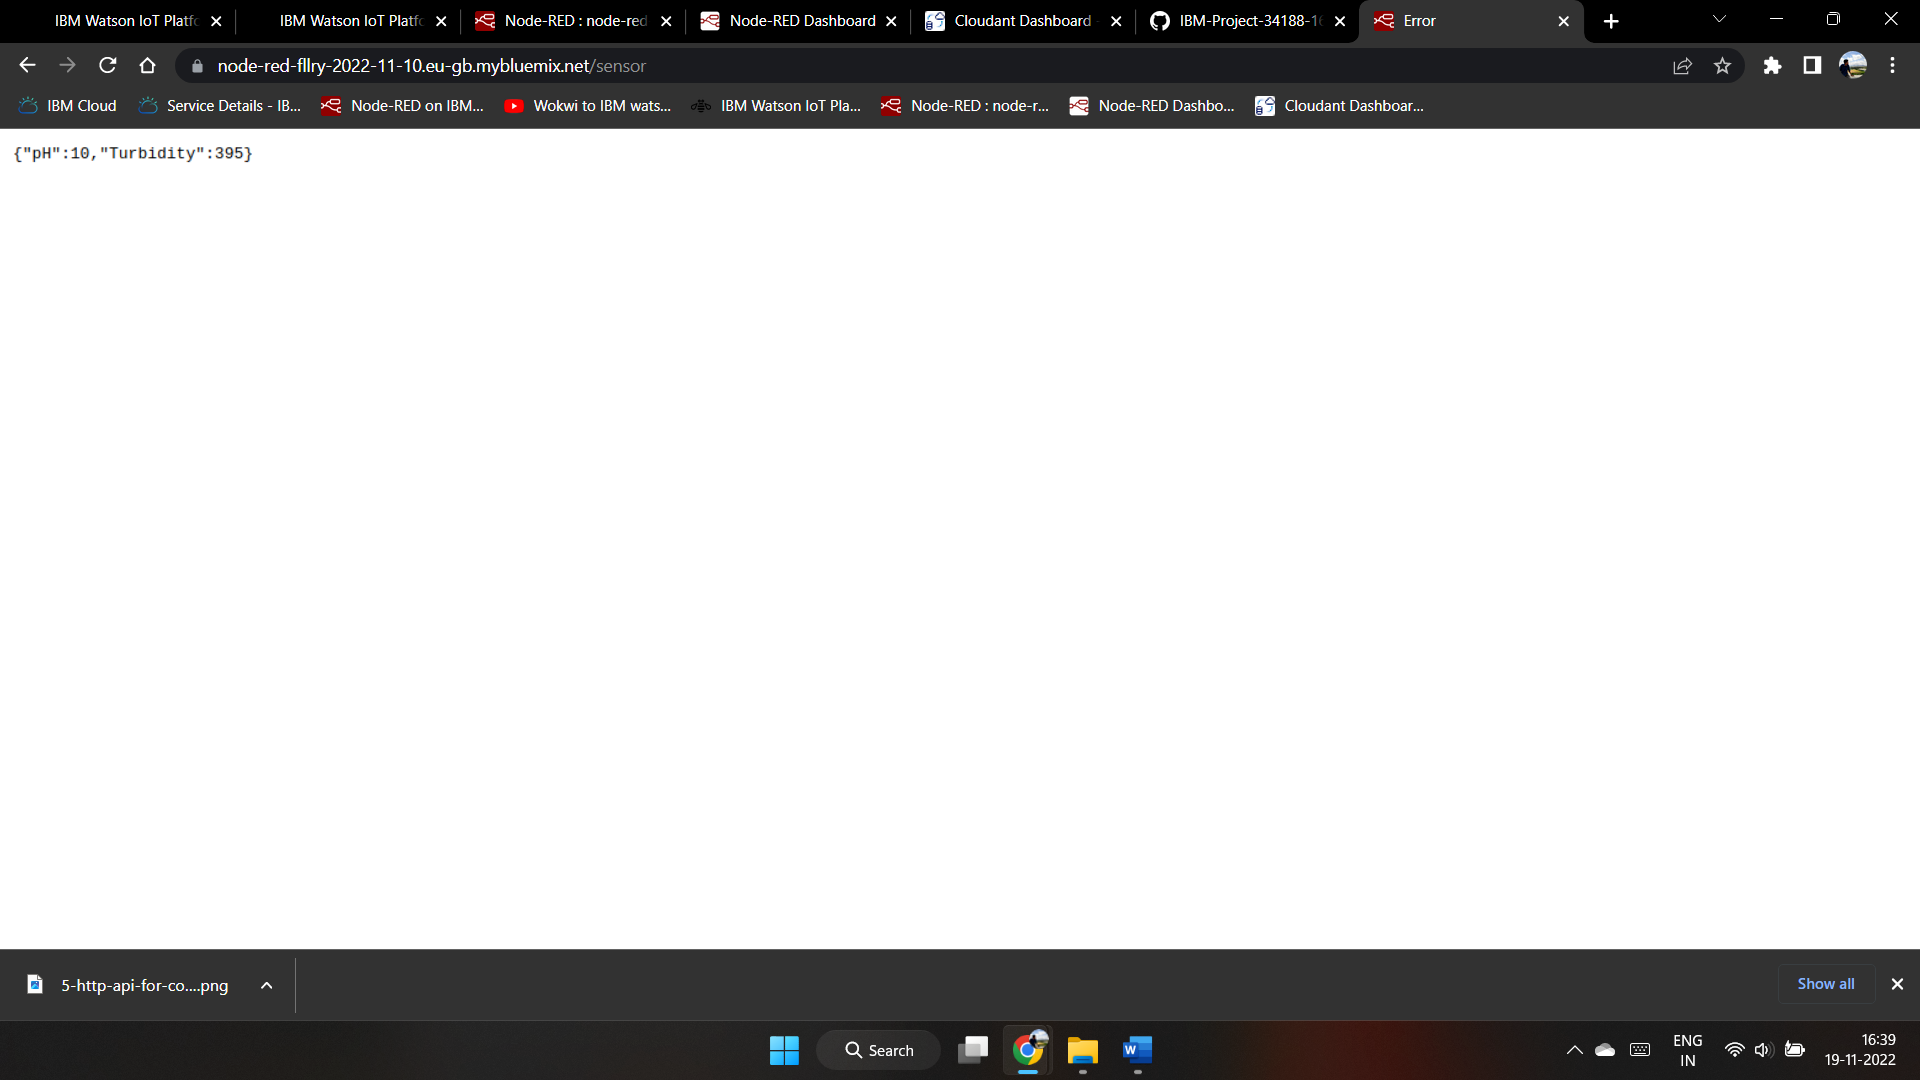 IBM Watson IoT Platfo
IBM Watson IoT Platfo
Node-RED : node-red
Node-RED Dashboard
Cloudant Dashboard
IBM-Project-34188-16
Error
node-red-fllry-2022-11-10.eu-gb.mybluemix.net/sensor
IBM Cloud
Service Details - IB...
Node-RED on IBM...
Wokwi to IBM wats...
IBM Watson IoT Pla...
Node-RED : node-r...
Node-RED Dashbo...
Cloudant Dashboar...
{"pH":10,"Turbidity":395}
5-http-api-for-co....png
Show all
Search
W
ENG
IN
16:39
19-11-2022